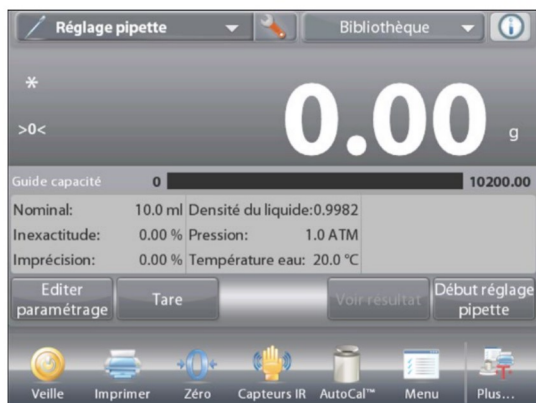 Réglage pipette Bibliothèque
*
>0<
0.00 g
Guide capacité 0 10200.00
Nominal: 10.0 ml Densité du liquide:0.9982
Inexactitude: 0.00 % Pression: 1.0 ATM
Imprécision: 0.00 % Température eau: 20.0 °C
Editer paramétrage
Tare
Voir resultat
Début réglage pipette
Veille Imprimer Zéro Capteurs IR AutoCal™ Menu Plus...